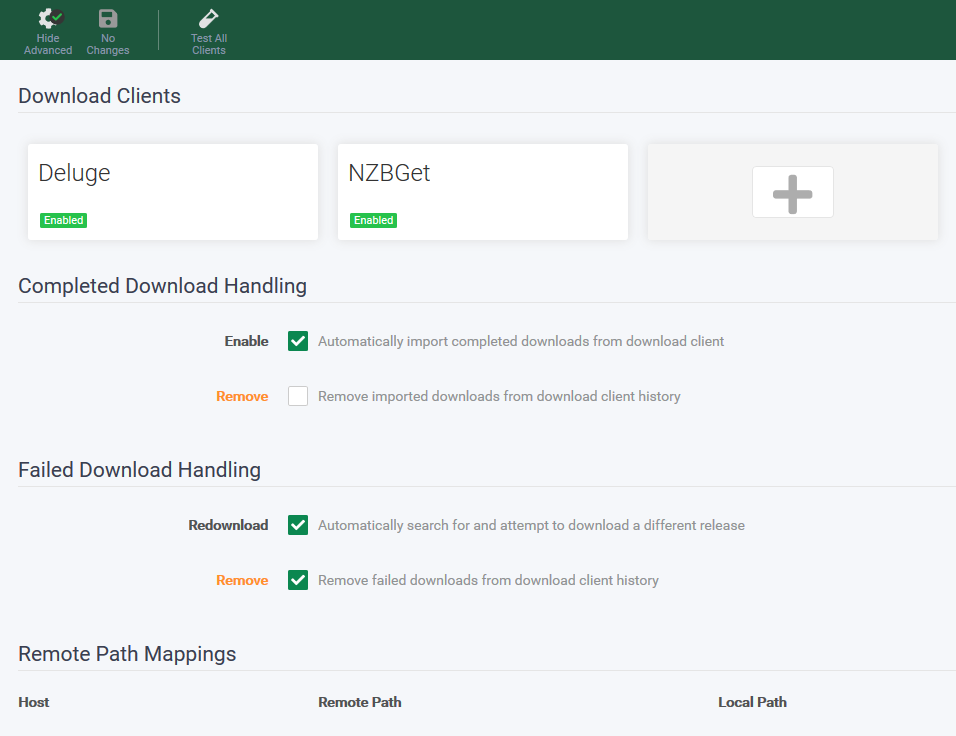 Hide
Advanced
No
Changes
Test All
Clients
Download Clients
Deluge
Enabled
NZBGet
Enabled
Completed Download Handling
Enable Automatically import completed downloads from download client
Remove Remove imported downloads from download client history
Failed Download Handling
Redownload Automatically search for and attempt to download a different release
Remove Remove failed downloads from download client history
Remote Path Mappings
Host Remote Path Local Path